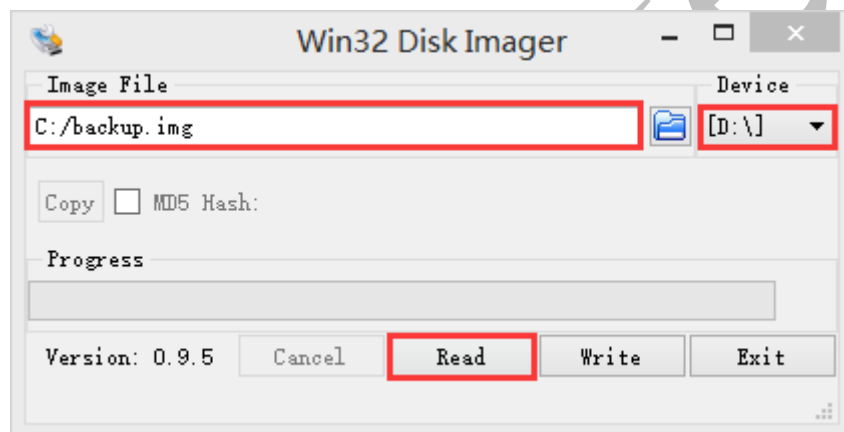 Win32 Disk Imager
Image File
Device
C:/backup.img
[D:\]
Copy
MD5 Hash:
Progress
Version: 0.9.5
Cancel
Read
Write
Exit